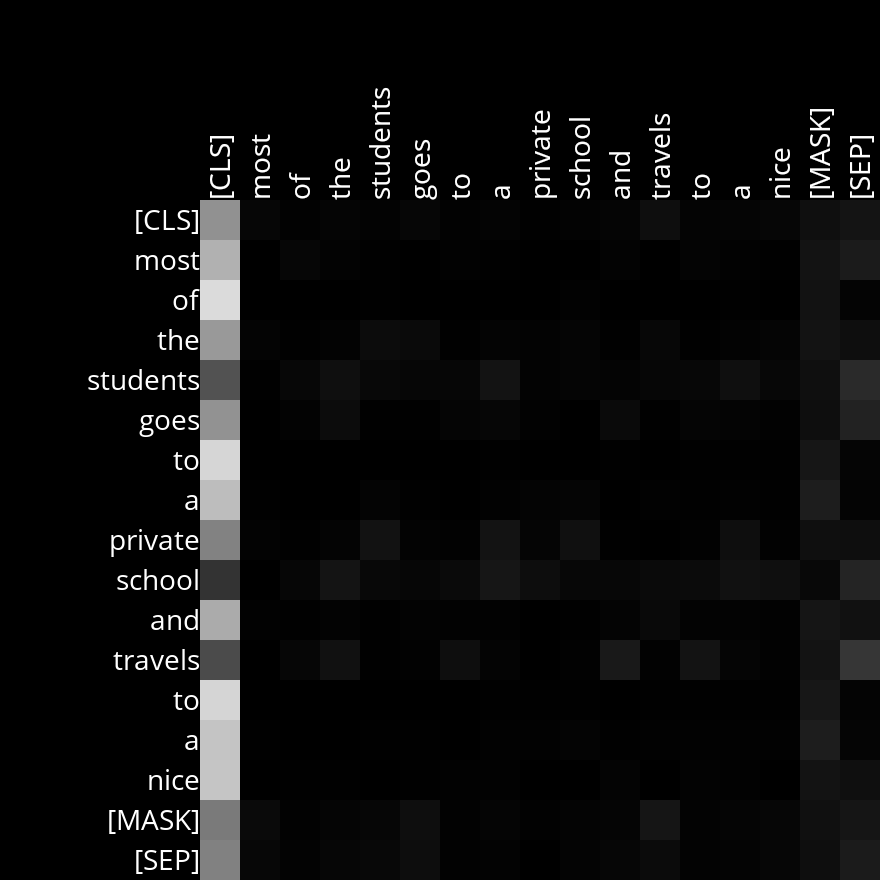 [CLS] most of the students goes to a private school and travels to a nice [MASK] [SEP]
[CLS]
most
of
the
students
goes
to
a
private
school
and
travels
to
a
nice
[MASK]
[SEP]